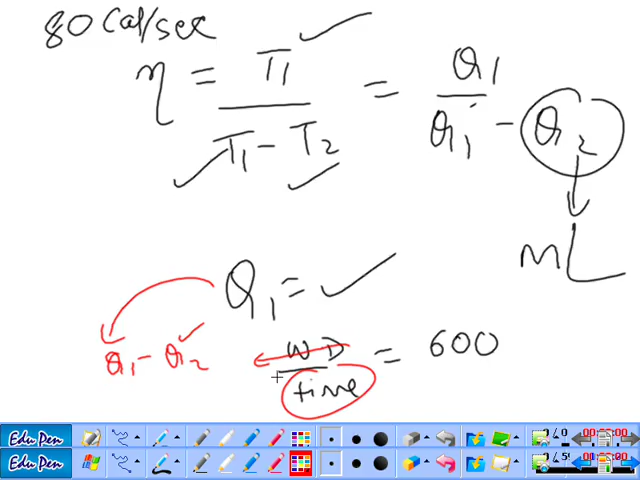 80 Cal/sec
η = T1 / T1 - T2 = Q1 / Q1 - Q2
mL
Q1 =
Q1 - Q2
WD / time = 600
Edu Pen
Edu Pen